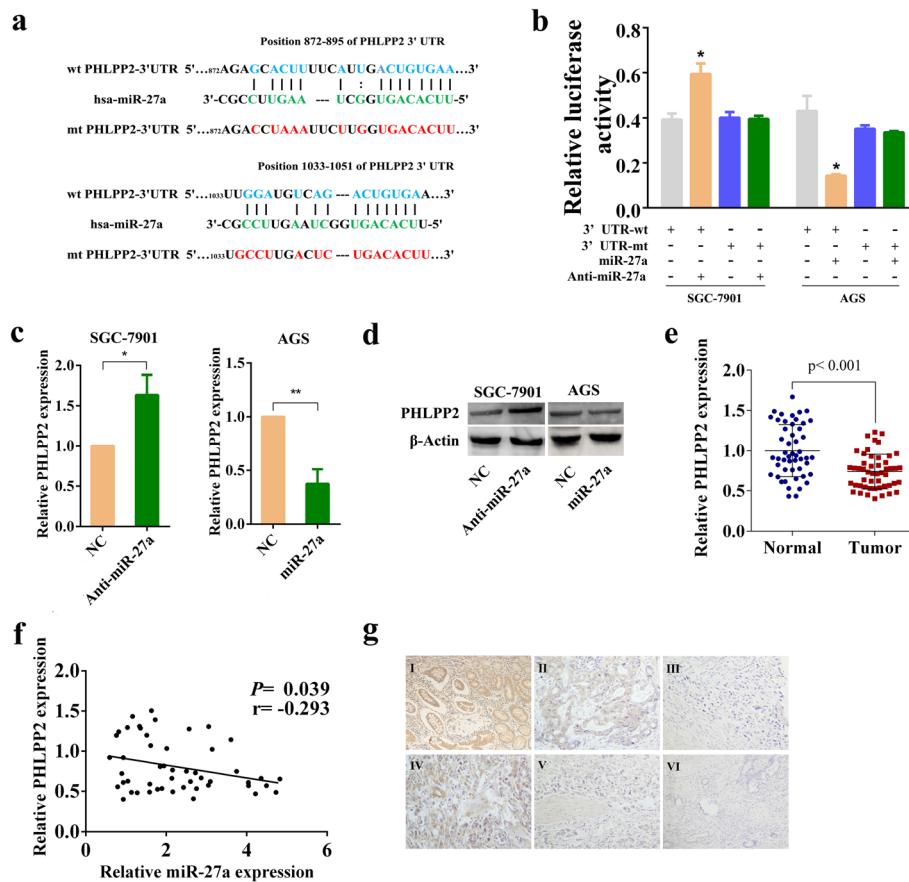 a
Position 872-895 of PHLPP2 3' UTR
wt PHLPP2-3'UTR 5'...872AGAGCACUUUUCAUUGACUGUGAA...3'
hsa-miR-27a 3'-CGCCUUGAA ---UCGGUGACACUU-5'
mt PHLPP2-3'UTR 5'...872AGACCUAAAUUCUUGGUGACACUU...3'
Position 1033-1051 of PHLPP2 3' UTR
wt PHLPP2-3'UTR 5'...1033UUGGAUGUCAG ---ACUGUGAA...3'
hsa-miR-27a 3'-CGCCUUGAAUCGGUGACACUU-5'
mt PHLPP2-3'UTR 5'...1033UGCCUUGACUC ---UGACACUU...3'
b
Relative luciferase activity
0.8
0.6
0.4
0.2
0.0
* *
3' UTR-wt + + - - + + - -
3' UTR-mt - - + + - - + +
miR-27a - - - - - + - +
Anti-miR-27a - + - + - - - -
SGC-7901 AGS
c
SGC-7901
Relative PHLPP2 expression
2.0
1.5
1.0
0.5
0.0
*
NC
Anti-miR-27a
AGS
Relative PHLPP2 expression
1.5
1.0
0.5
0.0
**
NC
miR-27a
d
SGC-7901 AGS
PHLPP2
β-Actin
NC
Anti-miR-27a
NC
miR-27a
e
p< 0.001
Relative PHLPP2 expression
2.0
1.5
1.0
0.5
0.0
Normal Tumor
f
Relative PHLPP2 expression
2.0
1.5
1.0
0.5
0.0
P= 0.039
r= -0.293
0 2 4 6 8
Relative miR-27a expression
g
I II III
IV V VI